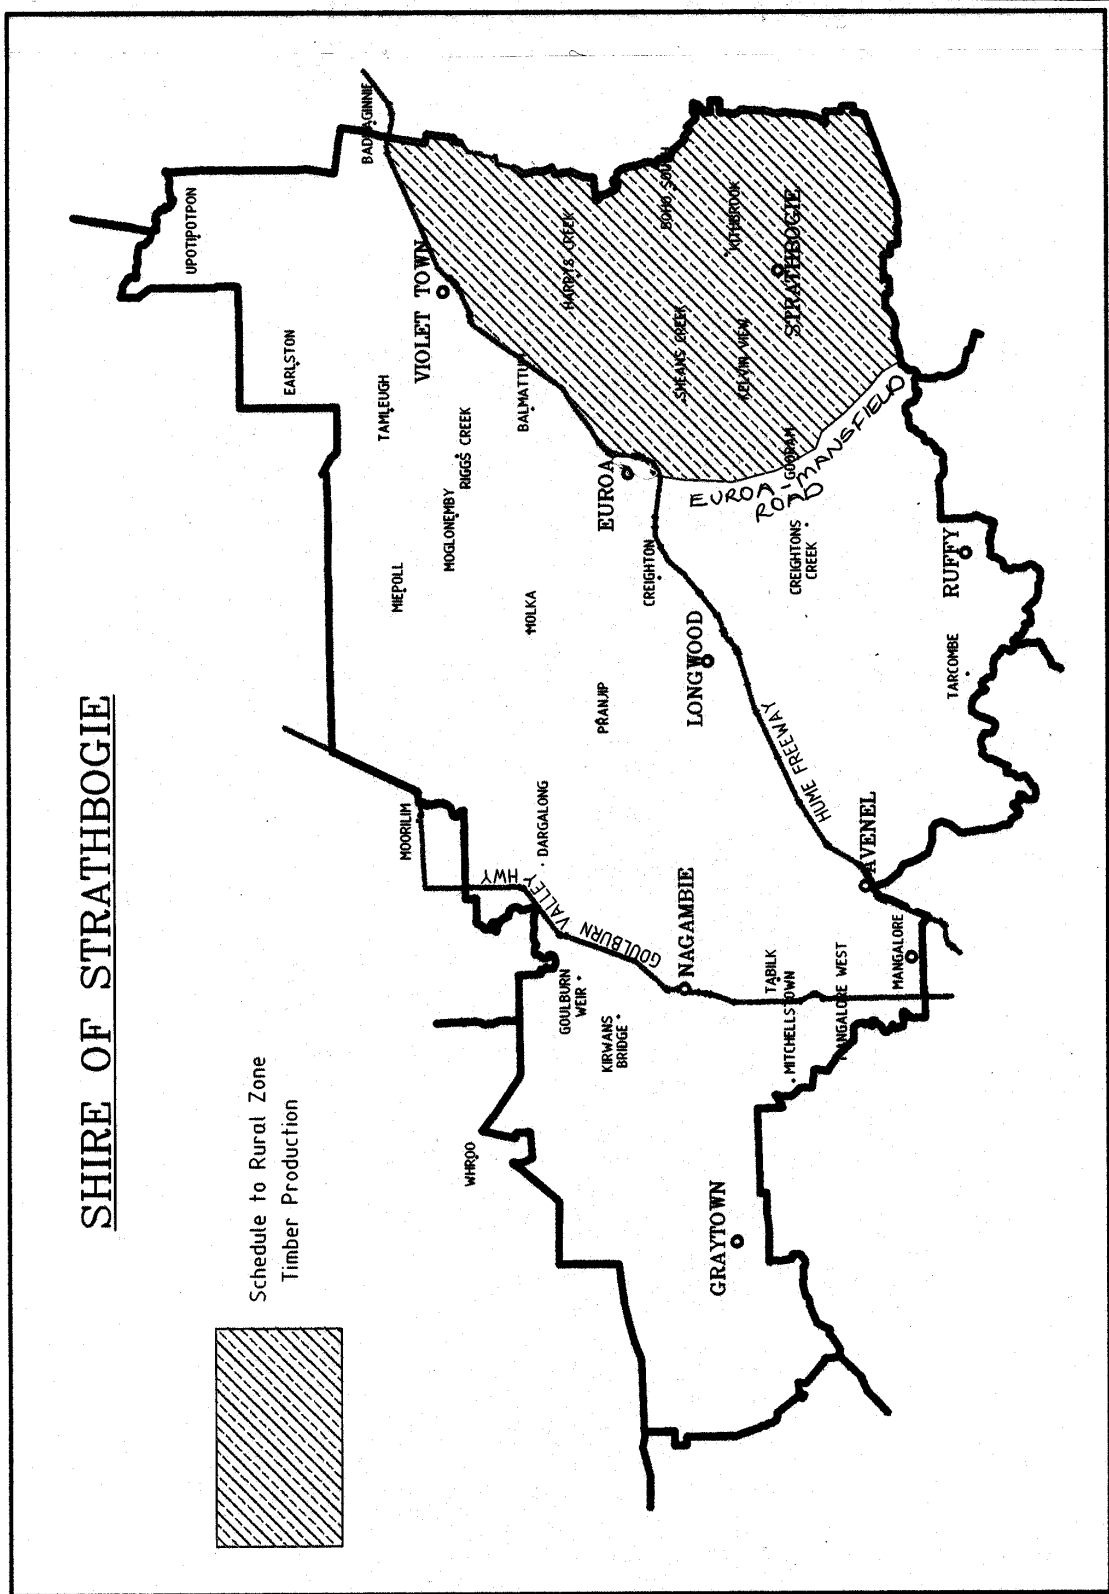 SHIRE OF STRATHBOGIE
Schedule to Rural Zone
Timber Production
UPOTIPOTPON
BADDAGINNIE
EARLSTON
VIOLET TOWN
TAMLEUGH
RIGGS CREEK
BALMATTUM
HARRYS CREEK
BOHO SOUTH
KITHBROOK
STRATHBOGIE
SHEANS CREEK
KELVIN VIEW
GOORAM
MOGLONEMBY
MIEPOLL
EUROA
EUROA - MANSFIELD
ROAD
MOLKA
CREIGHTON
CREIGHTONS
CREEK
RUFFY
PRANJIP
LONGWOOD
TARCOMBE
HUME FREEWAY
MOORILIM
DARGALONG
GOULBURN VALLEY HWY
AVENEL
NAGAMBIE
GOULBURN
WEIR
KIRWANS
BRIDGE
TABILK
MITCHELLSTOWN
MANGALORE WEST
MANGALORE
WHROO
GRAYTOWN